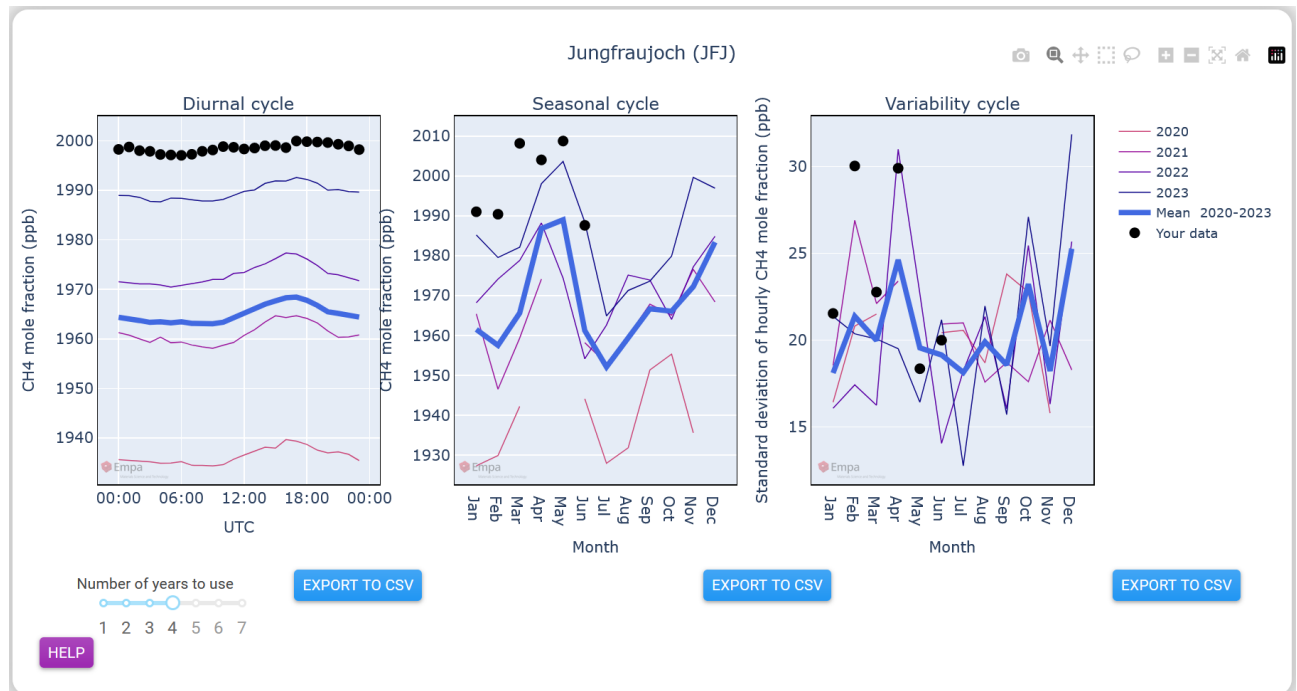 Jungfraujoch (JFJ)
Diurnal cycle
CH4 mole fraction (ppb)
2000
1990
1980
1970
1960
1950
1940
Empa
00:00 06:00 12:00 18:00 00:00
UTC
Seasonal cycle
CH4 mole fraction (ppb)
2010
2000
1990
1980
1970
1960
1950
1940
1930
Empa
Jan Feb Mar Apr May Jun Jul Aug Sep Oct Nov Dec
Month
Variability cycle
Standard deviation of hourly CH4 mole fraction (ppb)
30
25
20
15
Empa
Jan Feb Mar Apr May Jun Jul Aug Sep Oct Nov Dec
Month
2020
2021
2022
2023
Mean 2020-2023
Your data
Number of years to use
1 2 3 4 5 6 7
EXPORT TO CSV
EXPORT TO CSV
EXPORT TO CSV
HELP